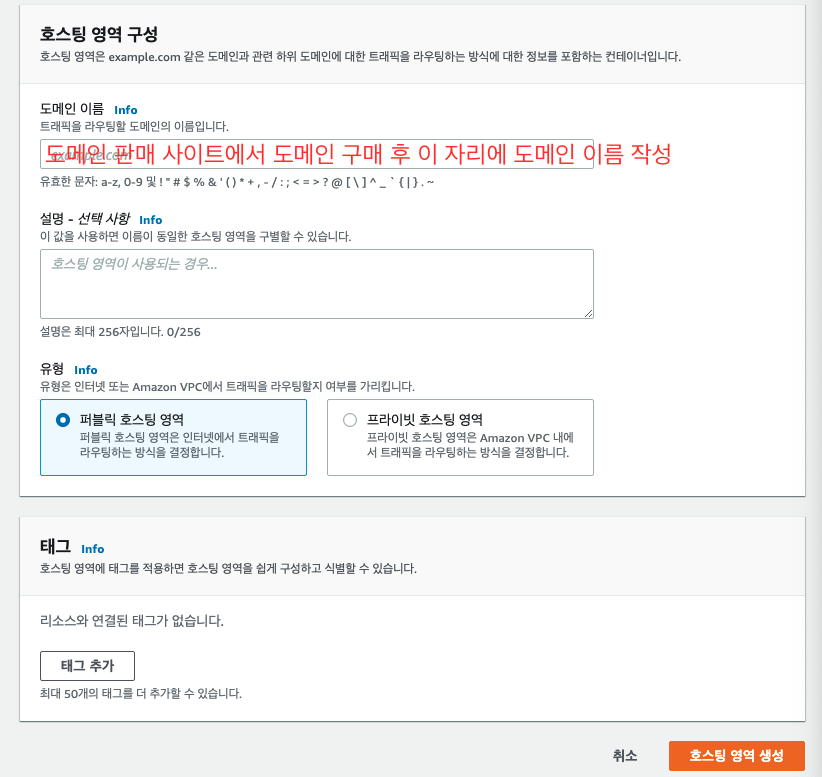 호스팅 영역 구성
호스팅 영역은 example.com 같은 도메인과 관련 하위 도메인에 대한 트래픽을 라우팅하는 방식에 대한 정보를 포함하는 컨테이너입니다.
도메인 이름 Info
트래픽을 라우팅할 도메인의 이름입니다.
example.com
도메인 판매 사이트에서 도메인 구매 후 이 자리에 도메인 이름 작성
유효한 문자: a-z, 0-9 및 ! " # $ % & ' ( ) * + , - / : ; < = > ? @ [ \ ] ^ _ ` { | } . ~
설명 - 선택 사항 Info
이 값을 사용하면 이름이 동일한 호스팅 영역을 구별할 수 있습니다.
호스팅 영역이 사용되는 경우...
설명은 최대 256자입니다. 0/256
유형 Info
유형은 인터넷 또는 Amazon VPC에서 트래픽을 라우팅할지 여부를 가리킵니다.
퍼블릭 호스팅 영역
퍼블릭 호스팅 영역은 인터넷에서 트래픽을
라우팅하는 방식을 결정합니다.
프라이빗 호스팅 영역
프라이빗 호스팅 영역은 Amazon VPC 내에
서 트래픽을 라우팅하는 방식을 결정합니다.
태그 Info
호스팅 영역에 태그를 적용하면 호스팅 영역을 쉽게 구성하고 식별할 수 있습니다.
리소스와 연결된 태그가 없습니다.
태그 추가
최대 50개의 태그를 더 추가할 수 있습니다.
취소
호스팅 영역 생성